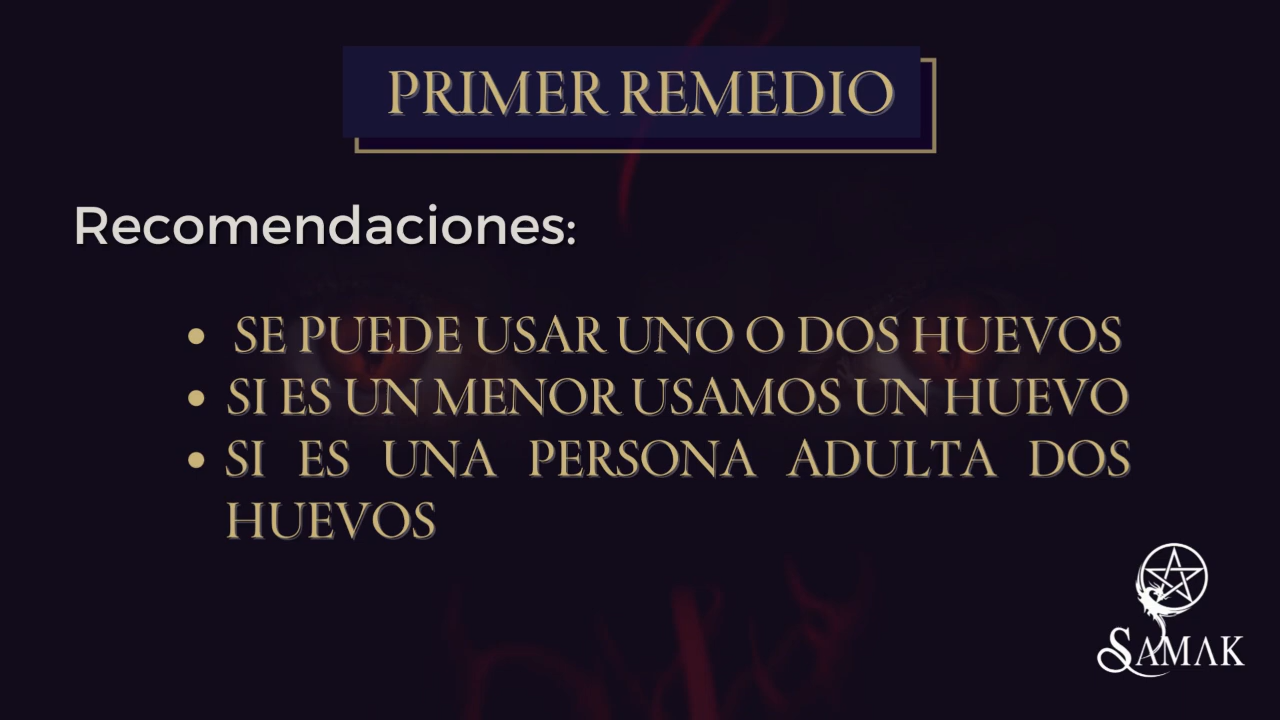 PRIMER REMEDIO
Recomendaciones:
• SE PUEDE USAR UNO O DOS HUEVOS
• SI ES UN MENOR USAMOS UN HUEVO
• SI ES UNA PERSONA ADULTA DOS
HUEVOS
SAMAK